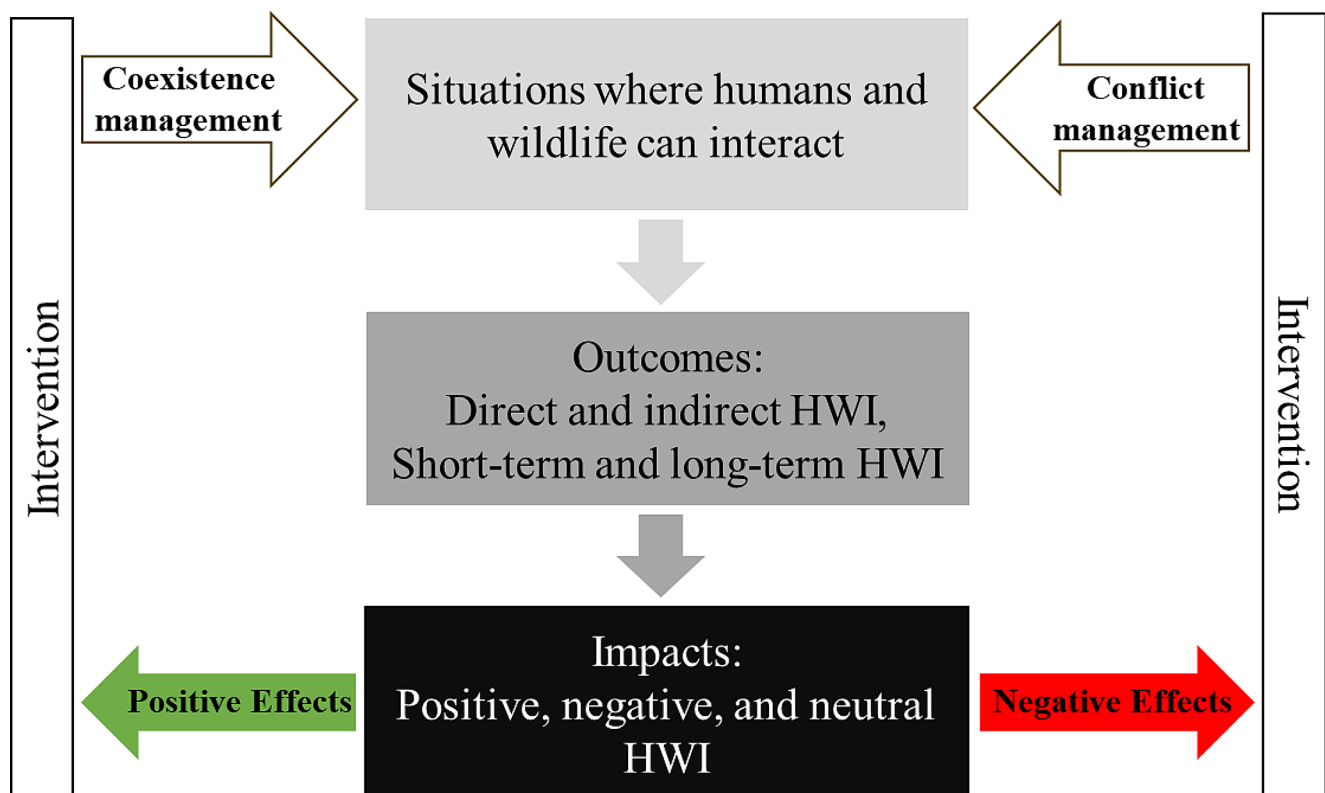 Coexistence
management
Situations where humans and
wildlife can interact
Conflict
management
Intervention
Outcomes:
Direct and indirect HWI,
Short-term and long-term HWI
Intervention
Positive Effects
Impacts:
Positive, negative, and neutral
HWI
Negative Effects